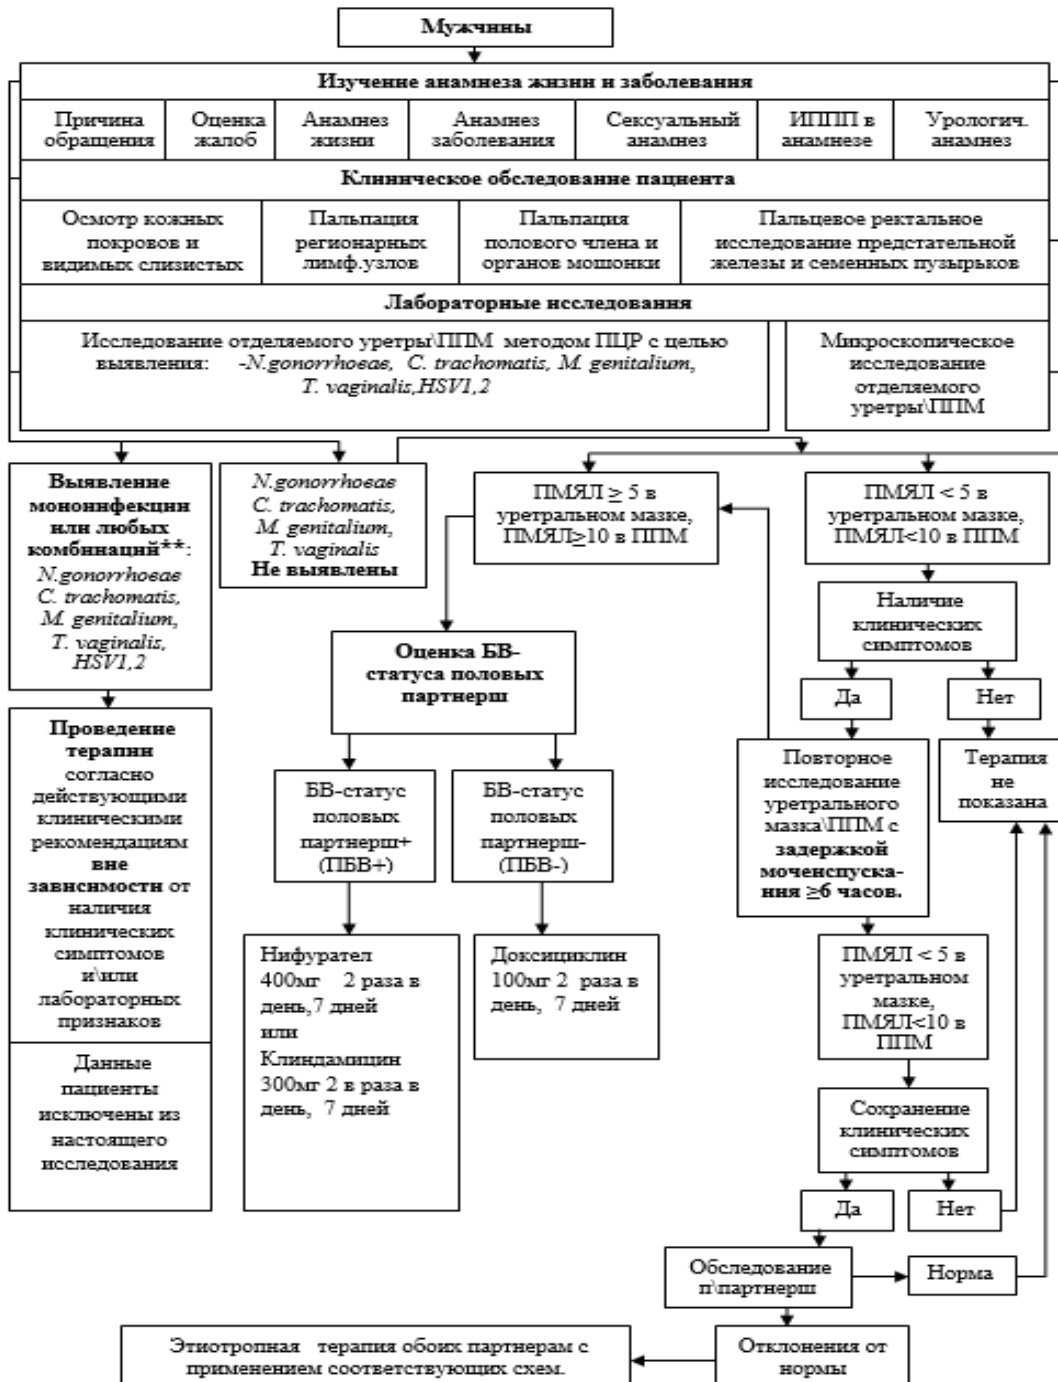 Мужчины
Изучение анамнеза жизни и заболевания
Причина
обращения
Оценка
жалоб
Анамнез
жизни
Анамнез
заболевания
Сексуальный
анамнез
ИППП в
анамнезе
Урологич.
анамнез
Клиническое обследование пациента
Осмотр кожных
покровов и
видимых слизистых
Пальпация
регионарных
лимф.узлов
Пальпация
полового члена и
органов мошонки
Пальцевое ректальное
исследование предстательной
железы и семенных пузырьков
Лабораторные исследования
Исследование отделяемого уретры\ППМ методом ПЦР с целью
выявления: -N.gonorrhoeae, C. trachomatis, M. genitalium,
T. vaginalis,HSV1,2
Микроскопическое
исследование
отделяемого
уретры\ППМ
Выявление
моноинфекции
или любых
комбинаций**:
N.gonorrhoeae
C. trachomatis,
M. genitalium,
T. vaginalis,
HSV1,2
N.gonorrhoeae
C. trachomatis,
M. genitalium,
T. vaginalis
Не выявлены
ПМЯЛ ≥ 5 в
уретральном мазке,
ПМЯЛ≥10 в ППМ
ПМЯЛ < 5 в
уретральном мазке,
ПМЯЛ<10 в ППМ
Наличие
клинических
симптомов
Оценка БВ-
статуса половых
партнерш
Да
Нет
Проведение
терапии
согласно
действующими
клиническими
рекомендациям
вне
зависимости от
наличия
клинических
симптомов
и\или
лабораторных
признаков
Данные
пациенты
исключены из
настоящего
исследования
БВ-статус
половых
партнерш+
(ПБВ+)
БВ-статус
половых
партнерш-
(ПБВ-)
Повторное
исследование
уретрального
мазка\ППМ с
задержкой
мочеиспуска-
ния ≥6 часов.
Терапия
не
показана
Нифурател
400мг 2 раза в
день,7 дней
или
Клиндамицин
300мг 2 в раза в
день, 7 дней
Доксициклин
100мг 2 раза в
день, 7 дней
ПМЯЛ < 5 в
уретральном
мазке,
ПМЯЛ<10 в
ППМ
Сохранение
клинических
симптомов
Да
Нет
Обследование
п\партнерш
Норма
Отклонения от
нормы
Этиотропная терапия обоих партнерам с
применением соответствующих схем.